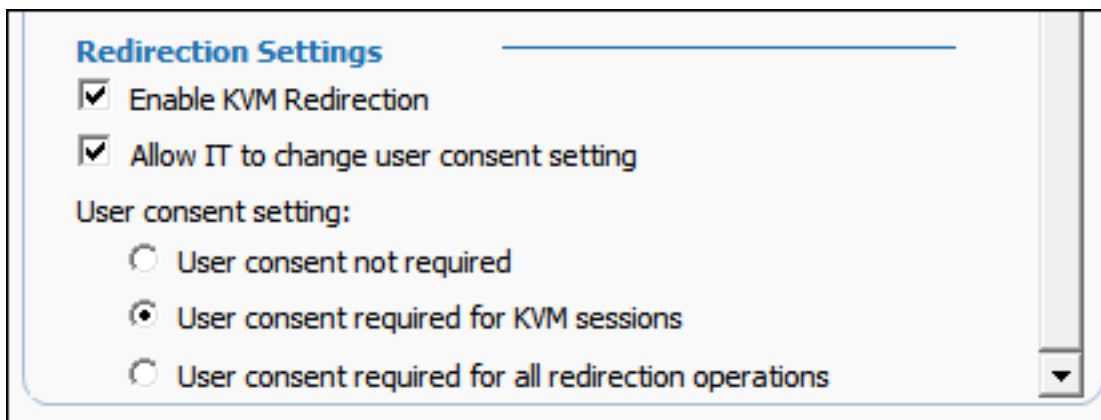 Redirection Settings
Enable KVM Redirection
Allow IT to change user consent setting
User consent setting:
User consent not required
User consent required for KVM sessions
User consent required for all redirection operations